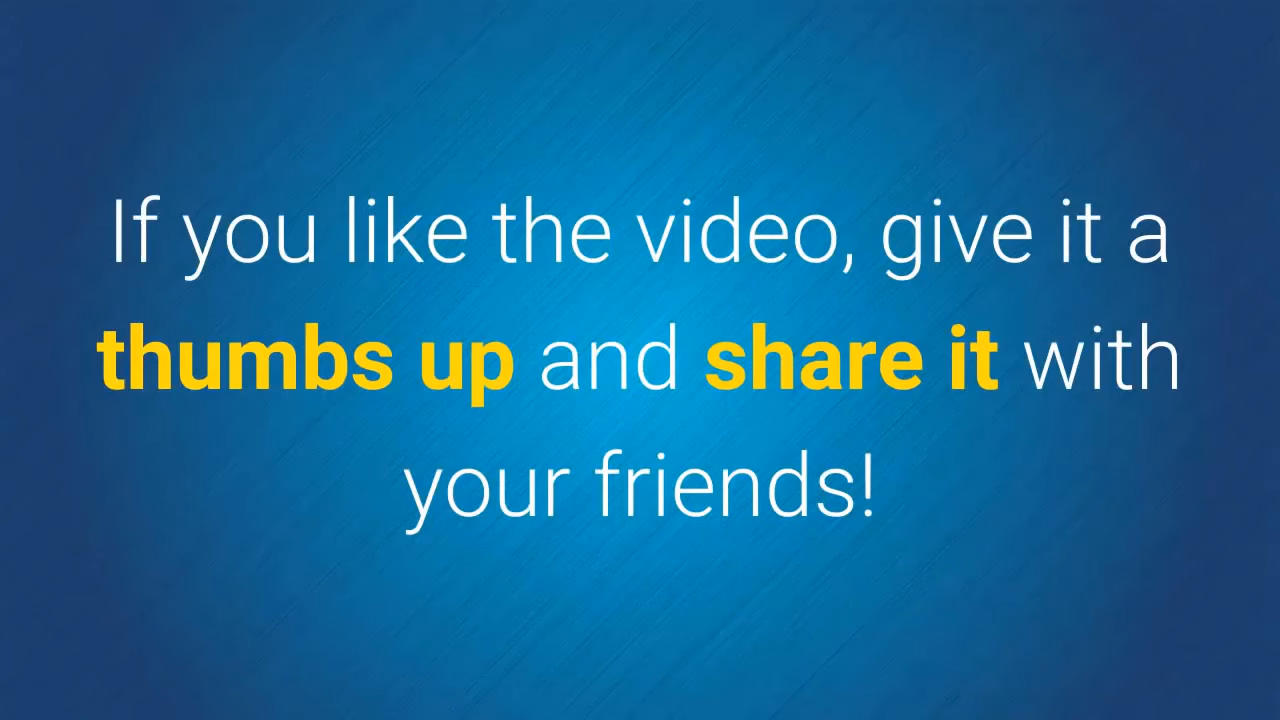 If you like the video, give it a
thumbs up and share it with
your friends!